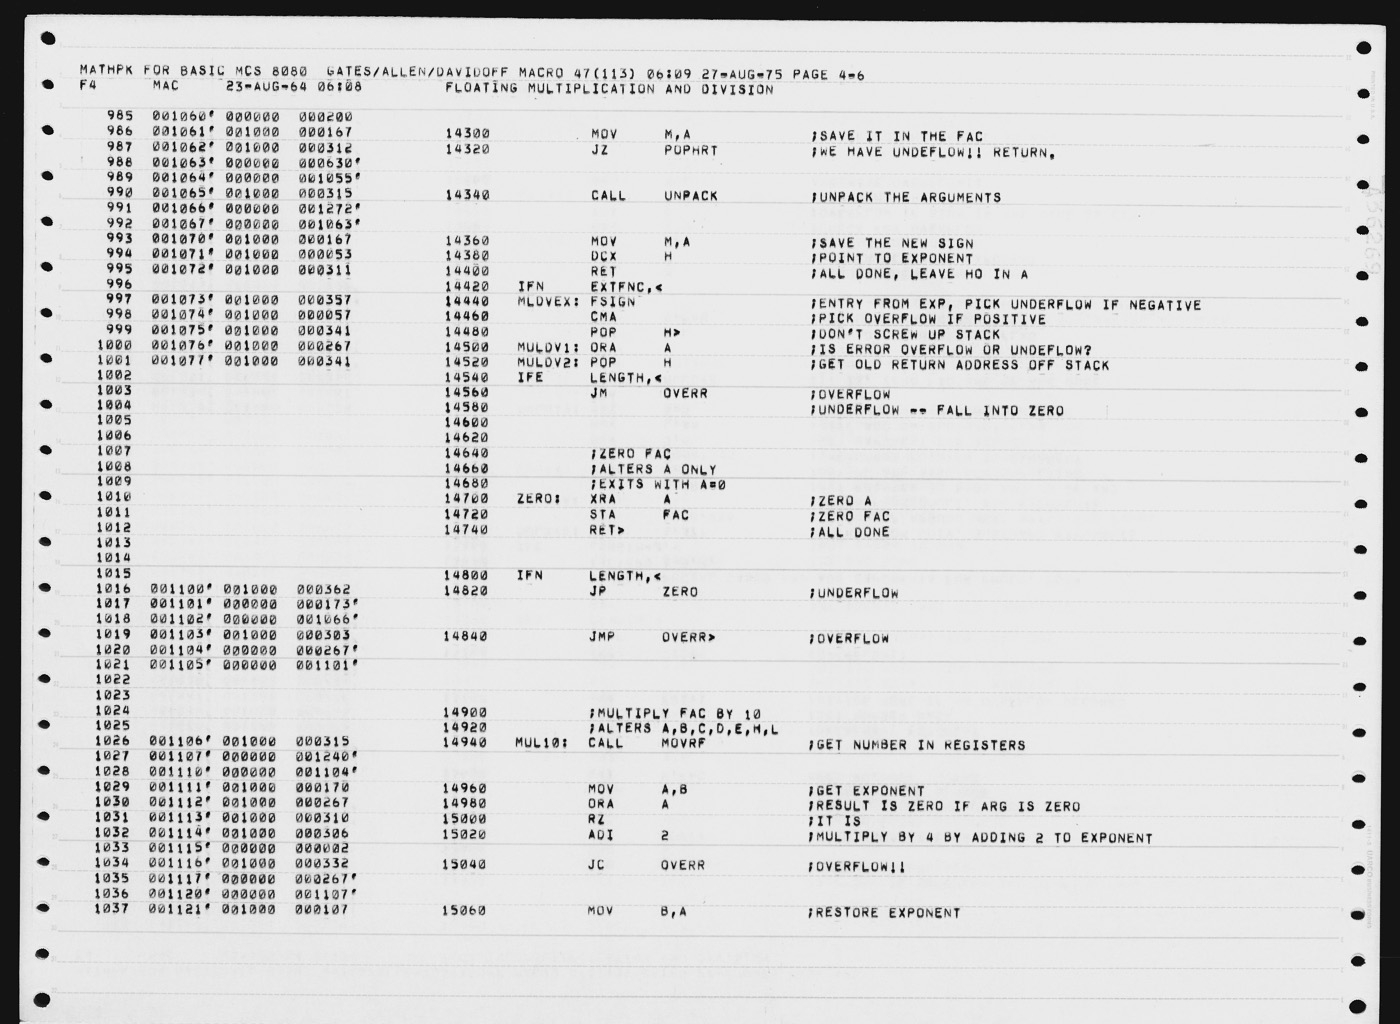 MATHPK FOR BASIC MCS 8080  GATES/ALLEN/DAVIDOFF MACRO 47(113) 06:09 27-AUG-75 PAGE 4-6
F4      MAC     23-AUG-64 06:08         FLOATING MULTIPLICATION AND DIVISION
985  001060' 000000  000200
986  001061' 001000  000167  14300  MOV  M,A  ;SAVE IT IN THE FAC
987  001062' 001000  000312  14320  JZ  POPHRT  ;WE HAVE UNDEFLOW!! RETURN.
988  001063' 000000  000630'
989  001064' 000000  001055'
990  001065' 001000  000315  14340  CALL  UNPACK  ;UNPACK THE ARGUMENTS
991  001066' 000000  001272'
992  001067' 000000  001063'
993  001070' 001000  000167  14360  MOV  M,A  ;SAVE THE NEW SIGN
994  001071' 001000  000053  14380  DCX  H  ;POINT TO EXPONENT
995  001072' 001000  000311  14400  RET  ;ALL DONE, LEAVE HO IN A
996  14420  IFN  EXTFNC,<
997  001073' 001000  000357  14440  MLDVEX: FSIGN  ;ENTRY FROM EXP, PICK UNDERFLOW IF NEGATIVE
998  001074' 001000  000057  14460  CMA  ;PICK OVERFLOW IF POSITIVE
999  001075' 001000  000341  14480  POP  H>  ;DON'T SCREW UP STACK
1000  001076' 001000  000267  14500  MULDV1: ORA  A  ;IS ERROR OVERFLOW OR UNDEFLOW?
1001  001077' 001000  000341  14520  MULDV2: POP  H  ;GET OLD RETURN ADDRESS OFF STACK
1002  14540  IFE  LENGTH,<
1003  14560  JM  OVERR  ;OVERFLOW
1004  14580  ;UNDERFLOW -- FALL INTO ZERO
1005  14600
1006  14620
1007  14640  ;ZERO FAC
1008  14660  ;ALTERS A ONLY
1009  14680  ;EXITS WITH A=0
1010  14700  ZERO:  XRA  A  ;ZERO A
1011  14720  STA  FAC  ;ZERO FAC
1012  14740  RET>  ;ALL DONE
1013
1014
1015  14800  IFN  LENGTH,<
1016  001100' 001000  000362  14820  JP  ZERO  ;UNDERFLOW
1017  001101' 000000  000173'
1018  001102' 000000  001066'
1019  001103' 001000  000303  14840  JMP  OVERR>  ;OVERFLOW
1020  001104' 000000  000267'
1021  001105' 000000  001101'
1022
1023
1024  14900  ;MULTIPLY FAC BY 10
1025  14920  ;ALTERS A,B,C,D,E,H,L
1026  001106' 001000  000315  14940  MUL10:  CALL  MOVRF  ;GET NUMBER IN REGISTERS
1027  001107' 000000  001240'
1028  001110' 000000  001104'
1029  001111' 001000  000170  14960  MOV  A,B  ;GET EXPONENT
1030  001112' 001000  000267  14980  ORA  A  ;RESULT IS ZERO IF ARG IS ZERO
1031  001113' 001000  000310  15000  RZ  ;IT IS
1032  001114' 001000  000306  15020  ADI  2  ;MULTIPLY BY 4 BY ADDING 2 TO EXPONENT
1033  001115' 000000  000002
1034  001116' 001000  000332  15040  JC  OVERR  ;OVERFLOW!!
1035  001117' 000000  000267'
1036  001120' 000000  001107'
1037  001121' 001000  000107  15060  MOV  B,A  ;RESTORE EXPONENT